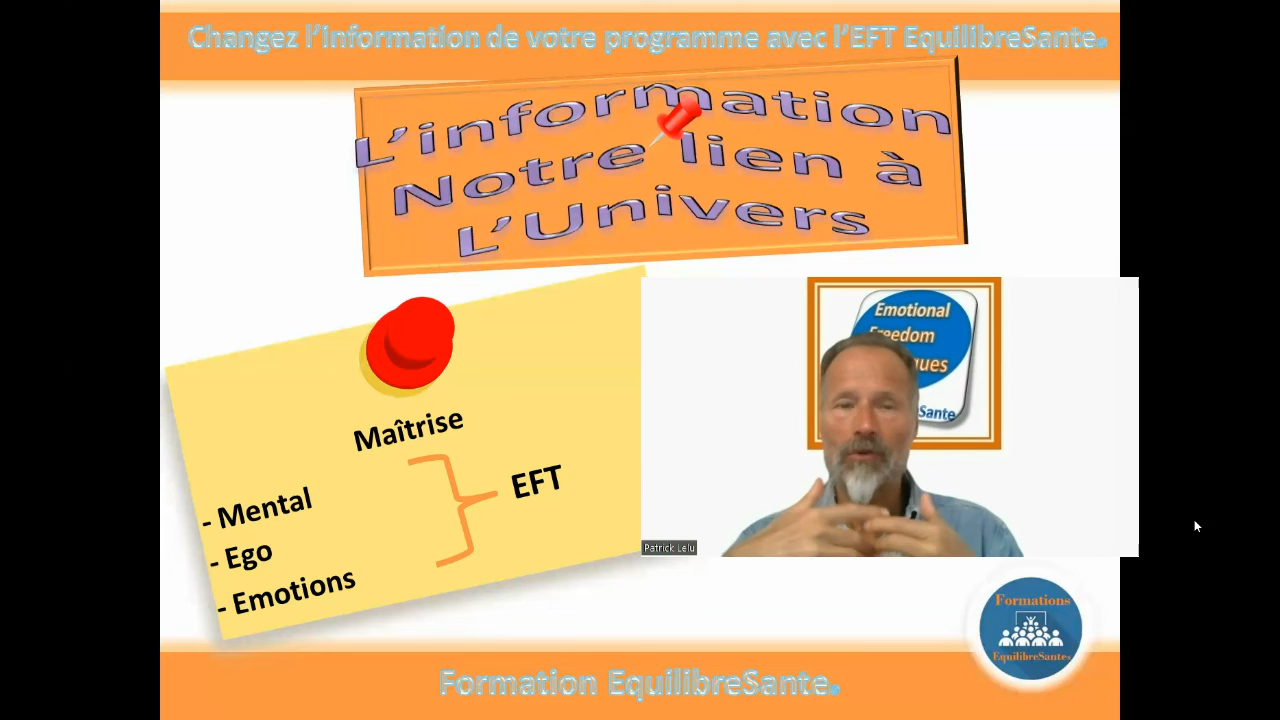 Changez l'information de votre programme avec l'EFT EquilibreSante.
L'information
Notre lien à
L'Univers
Maîtrise
- Mental
- Ego
- Emotions
EFT
Emotional
Freedom
ques
Sante
Patrick Lelu
Formations
EquilibreSante
Formation EquilibreSante.